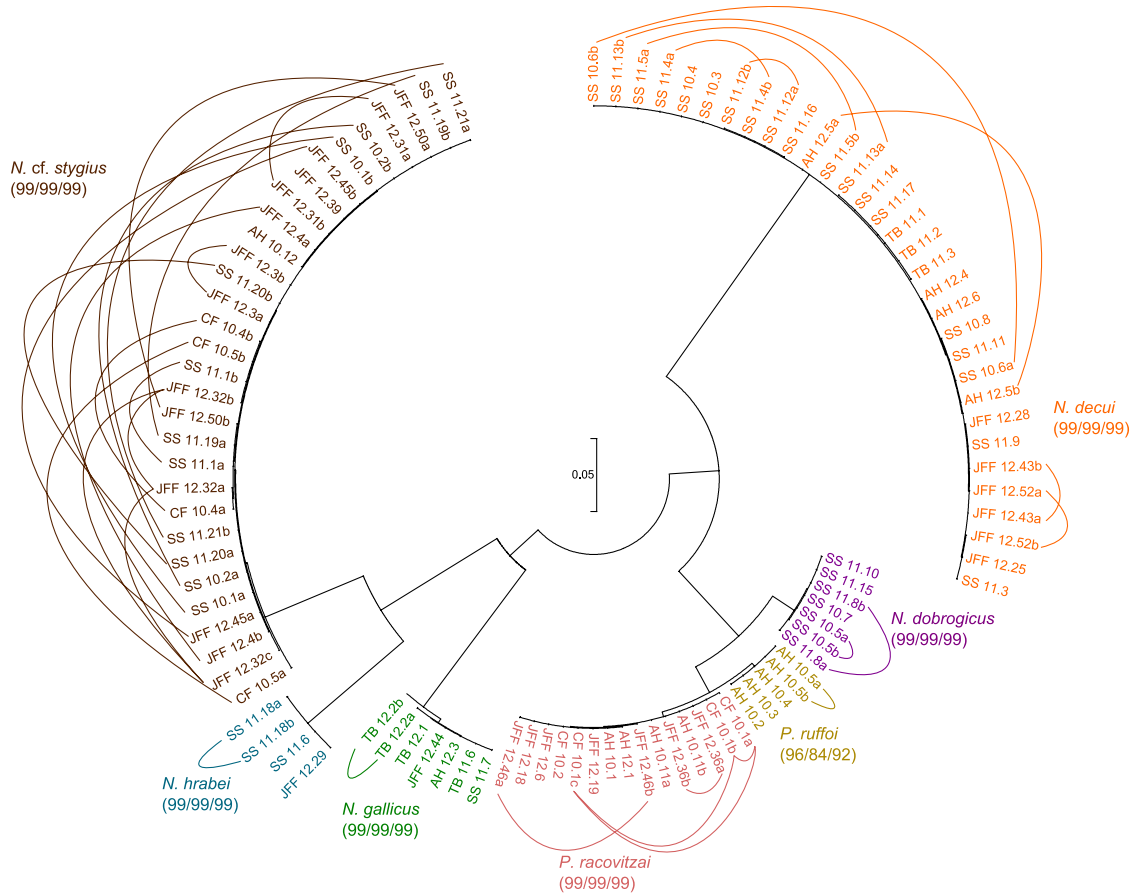 SS 10.6b
SS 11.13b
SS 11.5a
SS 11.4a
SS 10.4
SS 10.3
SS 11.12b
SS 11.4b
SS 11.12a
SS 11.16
AH 12.5a
SS 11.5b
SS 11.13a
SS 11.14
SS 11.17
TB 11.1
TB 11.2
TB 11.3
AH 12.4
AH 12.6
SS 10.8
SS 11.11
SS 10.6a
AH 12.5b
JFF 12.28
SS 11.9
JFF 12.43b
JFF 12.52a
JFF 12.43a
JFF 12.52b
JFF 12.25
SS 11.3
N. decui
(99/99/99)
SS 11.10
SS 11.15
SS 11.8b
SS 10.7
SS 10.5a
SS 10.5b
SS 11.8a
N. dobrogicus
(99/99/99)
AH 10.5a
AH 10.5b
AH 10.4
AH 10.3
AH 10.2
P. ruffoi
(96/84/92)
CF 10.1a
CF 10.1b
JFF 12.36a
AH 10.11b
JFF 12.36b
AH 10.11a
JFF 12.46b
AH 12.1
AH 10.1
JFF 12.19
CF 10.1c
CF 10.2
JFF 12.6
JFF 12.18
JFF 12.46a
P. racovitzai
(99/99/99)
SS 11.7
TB 11.6
AH 12.3
JFF 12.44
TB 12.1
TB 12.2a
TB 12.2b
N. gallicus
(99/99/99)
JFF 12.29
SS 11.6
SS 11.18b
SS 11.18a
N. hrabei
(99/99/99)
CF 10.5a
JFF 12.32c
JFF 12.4b
JFF 12.45a
SS 10.1a
SS 10.2a
SS 11.20a
SS 11.21b
CF 10.4a
JFF 12.32a
SS 11.1a
SS 11.19a
JFF 12.50b
JFF 12.32b
SS 11.1b
CF 10.5b
CF 10.4b
JFF 12.3a
SS 11.20b
JFF 12.3b
AH 10.12
JFF 12.4a
JFF 12.31b
JFF 12.39
JFF 12.45b
SS 10.1b
SS 10.2b
JFF 12.31a
JFF 12.50a
SS 11.19b
SS 11.21a
N. cf. stygius
(99/99/99)
0.05